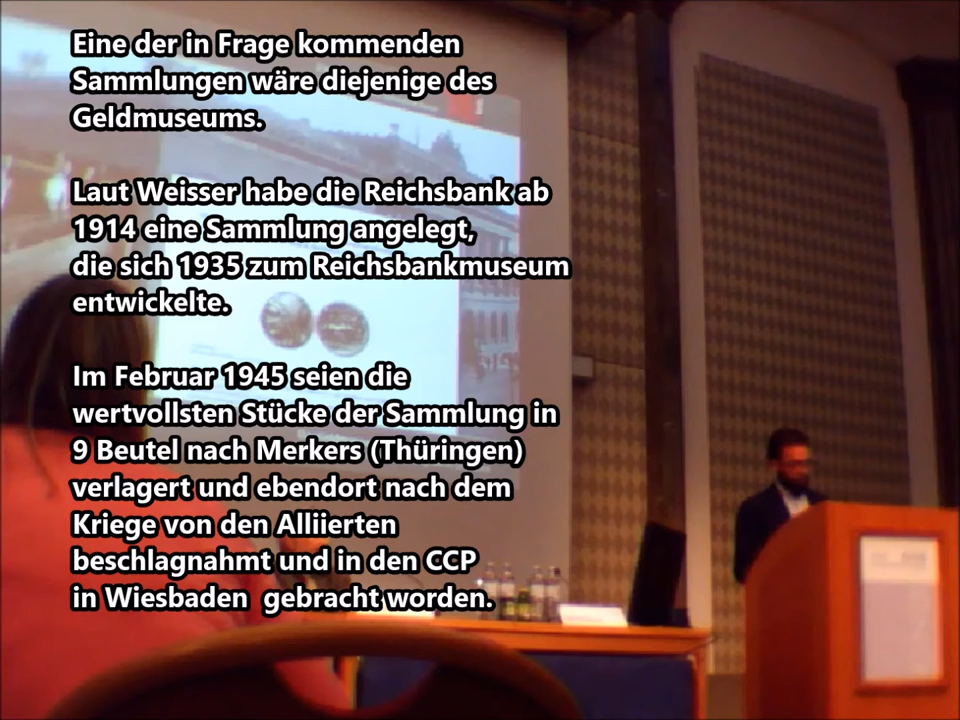 Eine der in Frage kommenden
Sammlungen wäre diejenige des
Geldmuseums.
Laut Weisser habe die Reichsbank ab
1914 eine Sammlung angelegt,
die sich 1935 zum Reichsbankmuseum
entwickelte.
Im Februar 1945 seien die
wertvollsten Stücke der Sammlung in
9 Beutel nach Merkers (Thüringen)
verlagert und ebendort nach dem
Kriege von den Alliierten
beschlagnahmt und in den CCP
in Wiesbaden  gebracht worden.